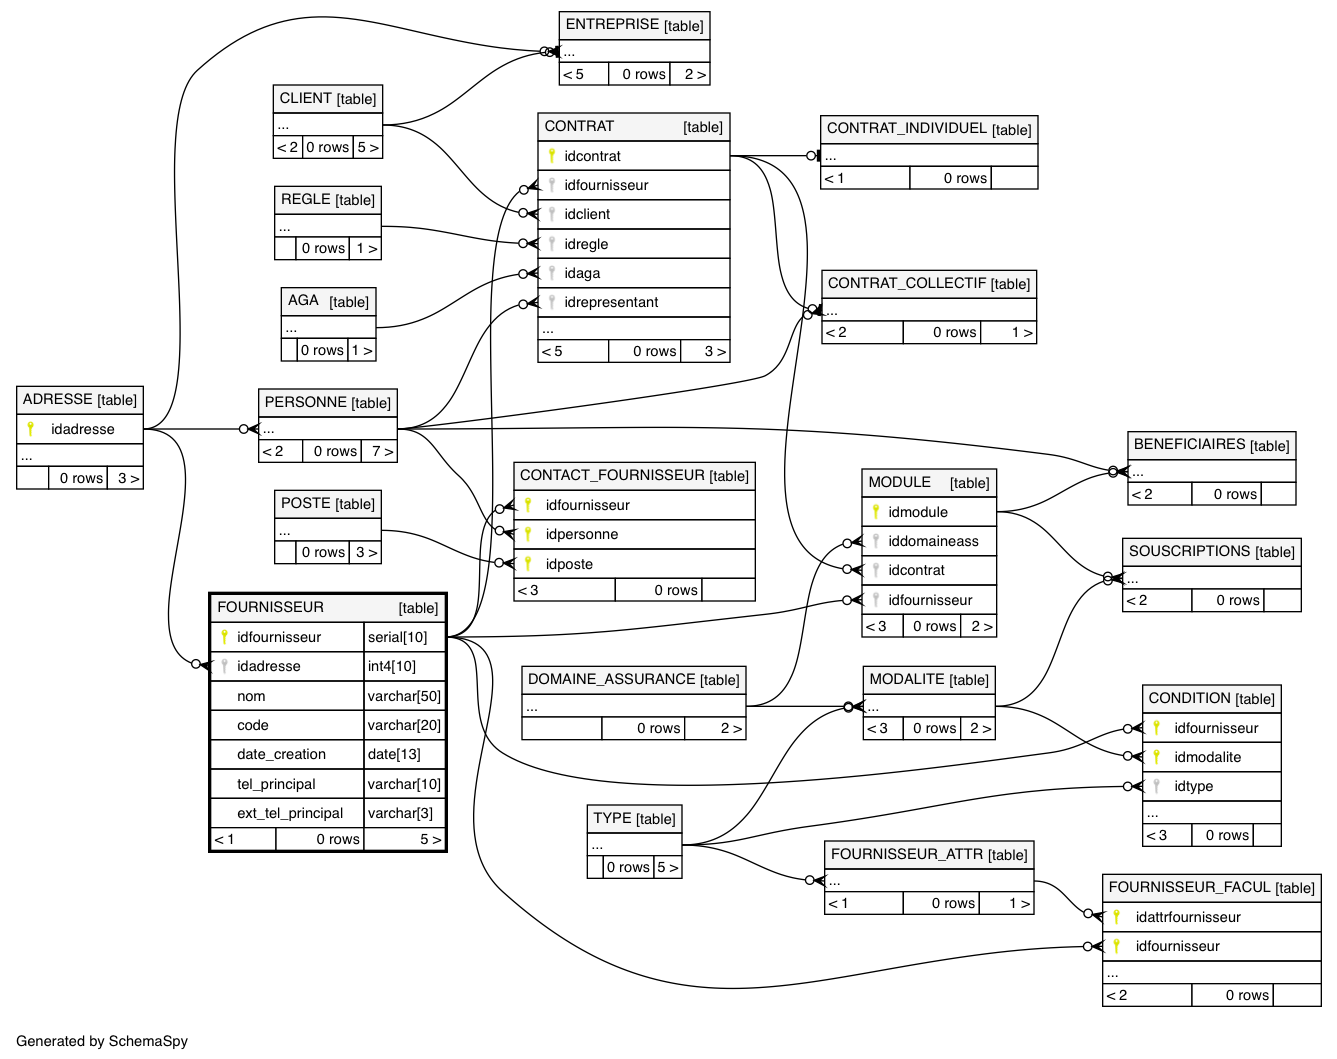 ENTREPRISE [table]
...
< 5 0 rows 2 >
CLIENT [table]
...
< 2 0 rows 5 >
CONTRAT [table]
idcontrat
idfournisseur
idclient
idregle
idaga
idrepresentant
...
< 5 0 rows 3 >
CONTRAT_INDIVIDUEL [table]
...
< 1 0 rows
REGLE [table]
...
0 rows 1 >
CONTRAT_COLLECTIF [table]
...
< 2 0 rows 1 >
AGA [table]
...
0 rows 1 >
ADRESSE [table]
idadresse
...
0 rows 3 >
PERSONNE [table]
...
< 2 0 rows 7 >
BENEFICIAIRES [table]
...
< 2 0 rows
CONTACT_FOURNISSEUR [table]
idfournisseur
idpersonne
idposte
< 3 0 rows
MODULE [table]
idmodule
iddomaineass
idcontrat
idfournisseur
< 3 0 rows 2 >
POSTE [table]
...
0 rows 3 >
SOUSCRIPTIONS [table]
...
< 2 0 rows
FOURNISSEUR [table]
idfournisseur serial[10]
idadresse int4[10]
nom varchar[50]
code varchar[20]
date_creation date[13]
tel_principal varchar[10]
ext_tel_principal varchar[3]
< 1 0 rows 5 >
DOMAINE_ASSURANCE [table]
...
0 rows 2 >
MODALITE [table]
...
< 3 0 rows 2 >
CONDITION [table]
idfournisseur
idmodalite
idtype
...
< 3 0 rows
TYPE [table]
...
0 rows 5 >
FOURNISSEUR_ATTR [table]
...
< 1 0 rows 1 >
FOURNISSEUR_FACUL [table]
idattrfournisseur
idfournisseur
...
< 2 0 rows
Generated by SchemaSpy